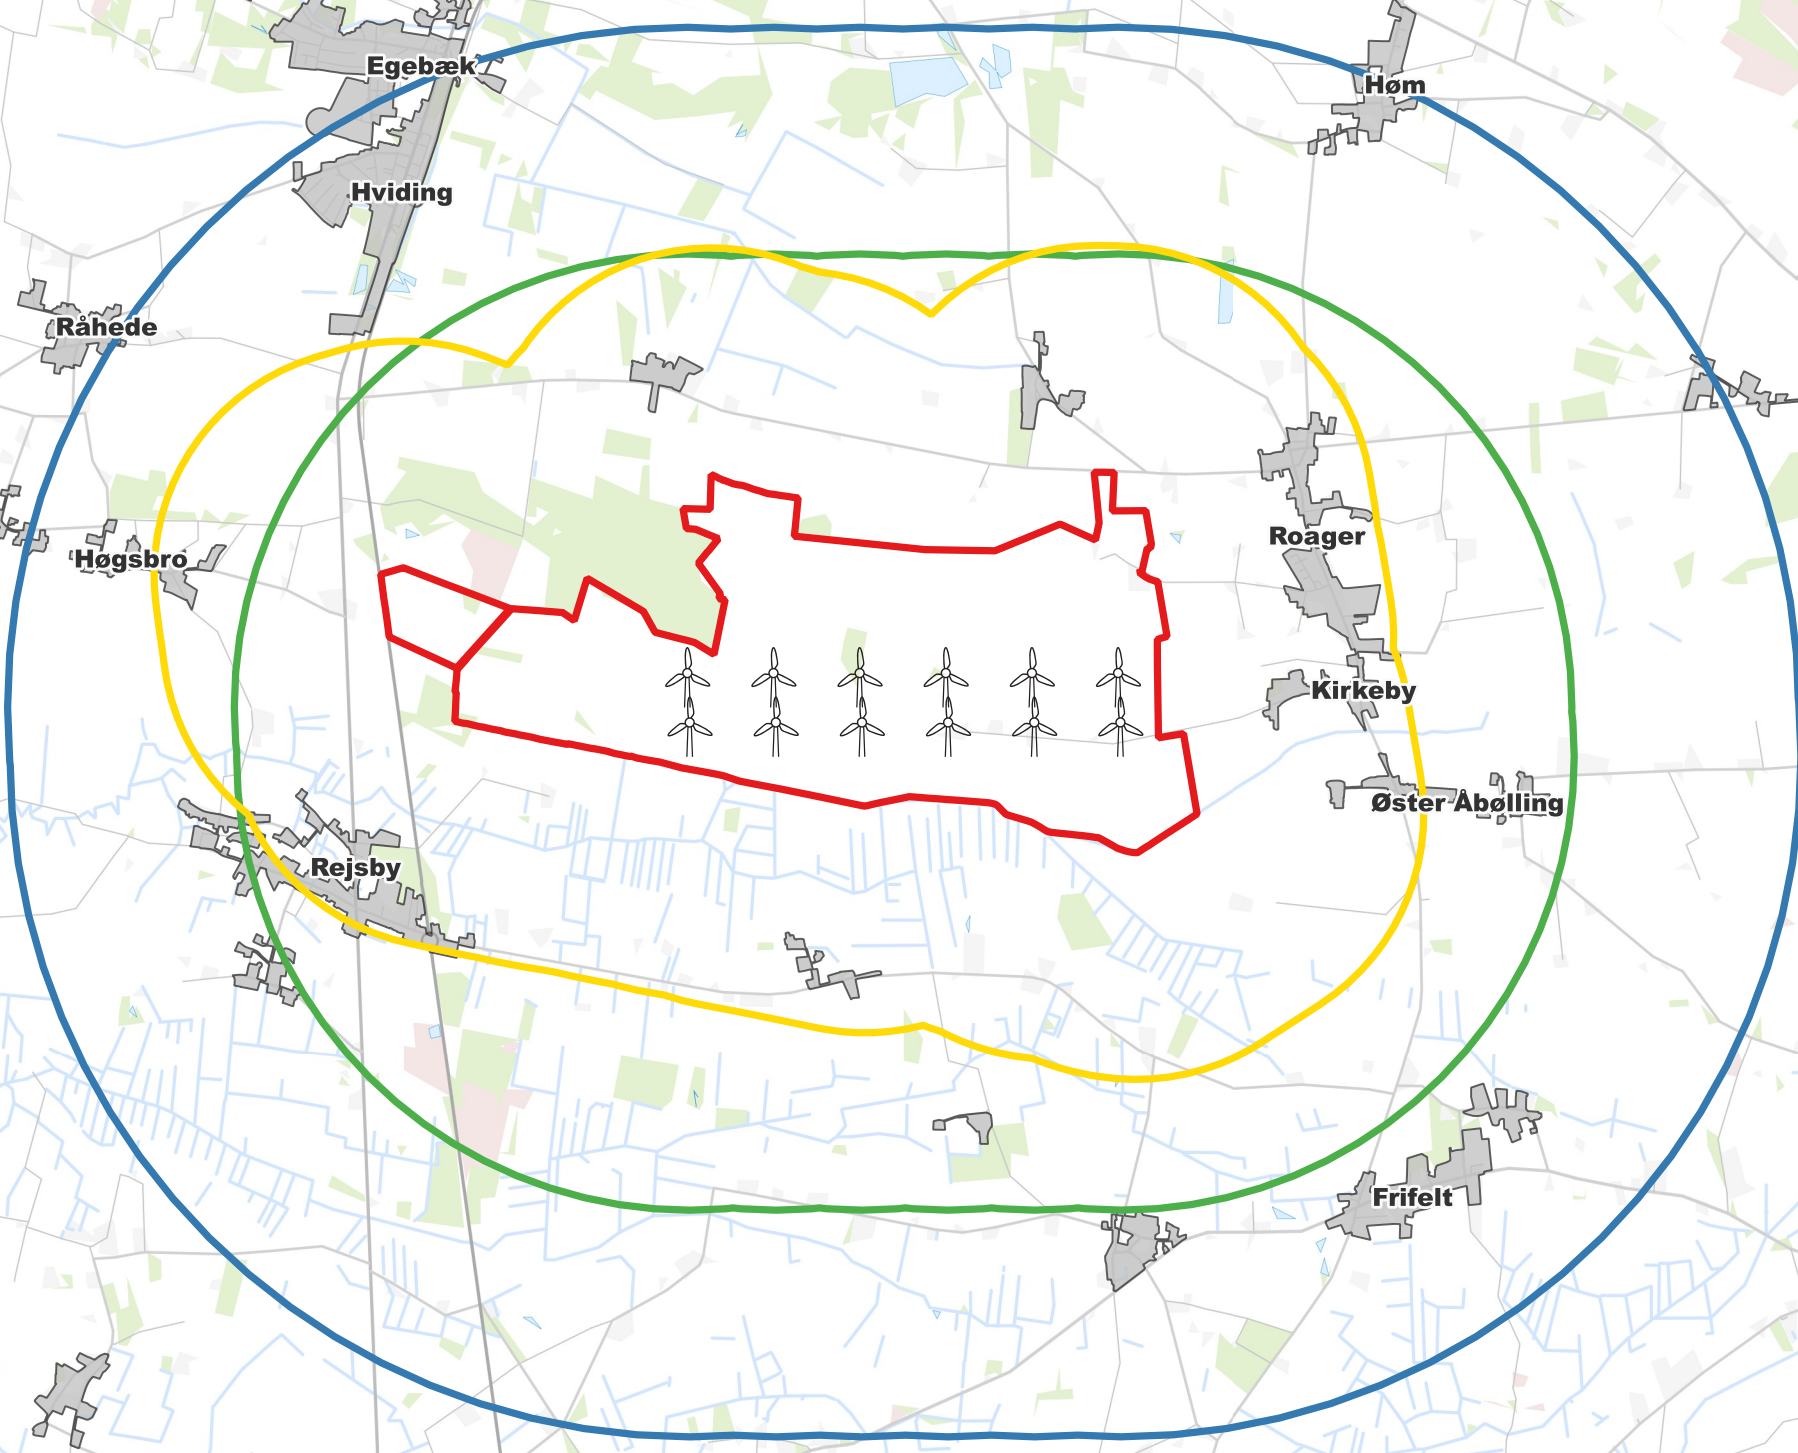 Egebæk
Høm
Hviding
Råhede
Roager
Høgsbro
Kirkeby
Øster Åbølling
Rejsby
Frifelt